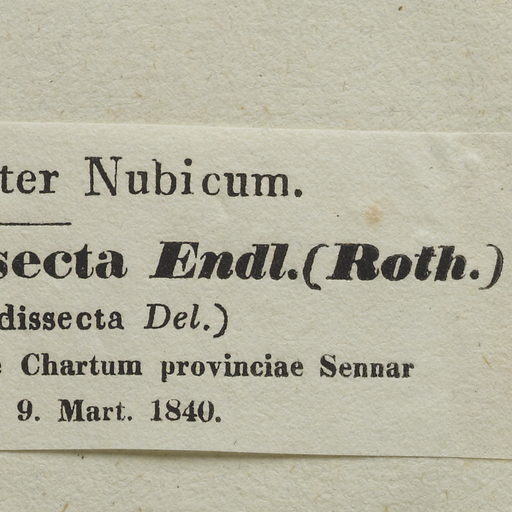 ter Nubicum.
secta Endl.(Roth.)
dissecta Del.)
e Chartum provinciae Sennar
9. Mart. 1840.